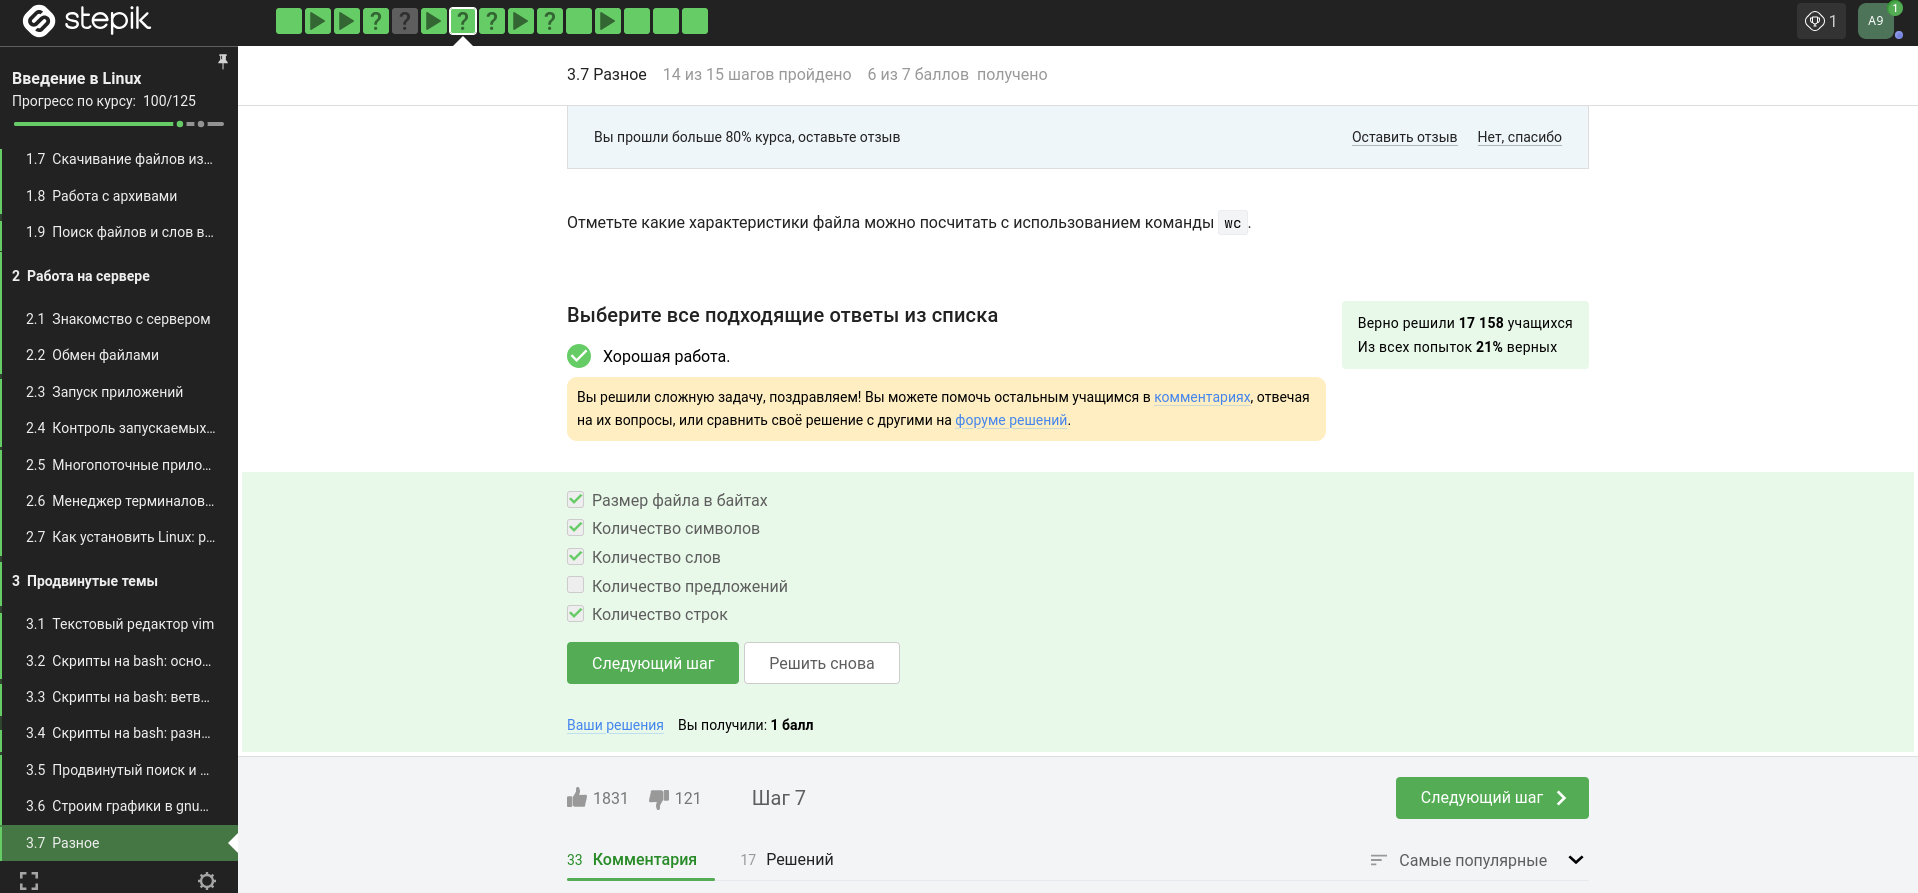 stepik
? ? ? ? ?
1
A9
1
Введение в Linux
Прогресс по курсу: 100/125
1.7 Скачивание файлов из...
1.8 Работа с архивами
1.9 Поиск файлов и слов в...
2 Работа на сервере
2.1 Знакомство с сервером
2.2 Обмен файлами
2.3 Запуск приложений
2.4 Контроль запускаемых...
2.5 Многопоточные прило...
2.6 Менеджер терминалов...
2.7 Как установить Linux: р...
3 Продвинутые темы
3.1 Текстовый редактор vim
3.2 Скрипты на bash: осно...
3.3 Скрипты на bash: ветв...
3.4 Скрипты на bash: разн...
3.5 Продвинутый поиск и ...
3.6 Строим графики в gnu...
3.7 Разное
3.7 Разное 14 из 15 шагов пройдено 6 из 7 баллов получено
Вы прошли больше 80% курса, оставьте отзыв Оставить отзыв Нет, спасибо
Отметьте какие характеристики файла можно посчитать с использованием команды wc.
Выберите все подходящие ответы из списка
Хорошая работа.
Верно решили 17 158 учащихся
Из всех попыток 21% верных
Вы решили сложную задачу, поздравляем! Вы можете помочь остальным учащимся в комментариях, отвечая
на их вопросы, или сравнить своё решение с другими на форуме решений.
Размер файла в байтах
Количество символов
Количество слов
Количество предложений
Количество строк
Следующий шаг Решить снова
Ваши решения Вы получили: 1 балл
1831 121 Шаг 7 Следующий шаг
33 Комментария 17 Решений Самые популярные